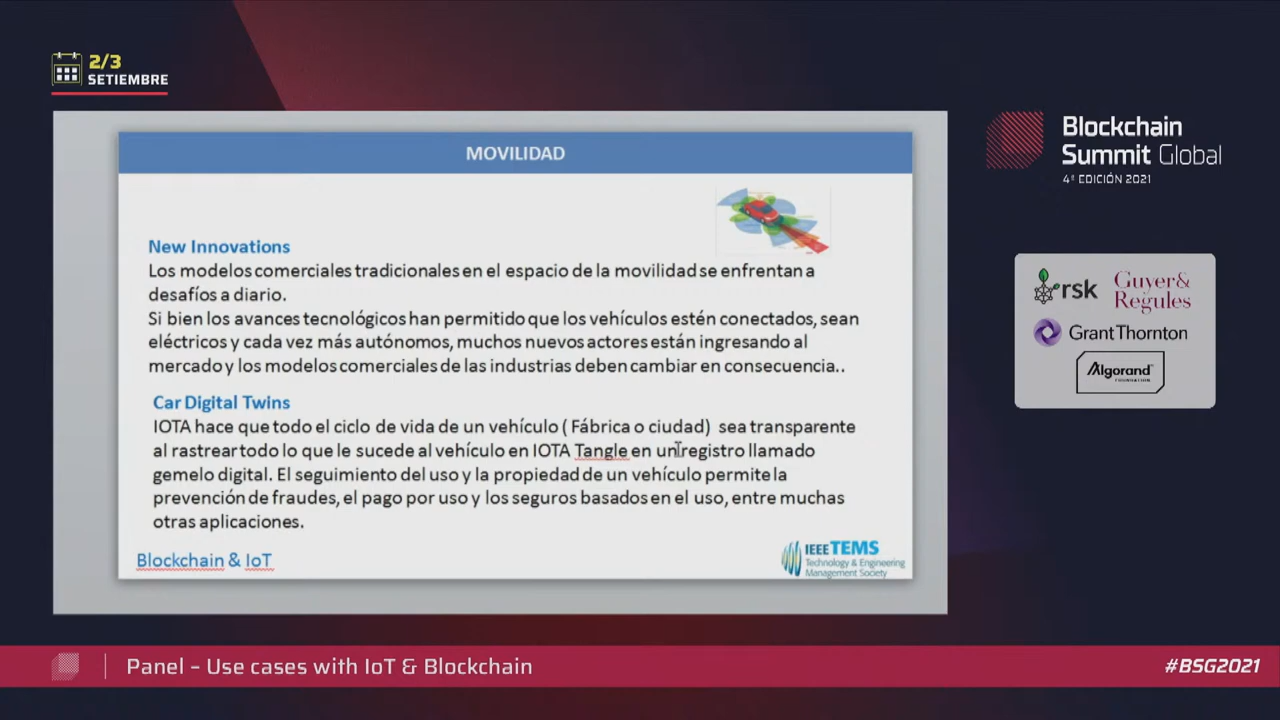 2/3
SETIEMBRE
Blockchain
Summit Global
4ª EDICIÓN 2021
MOVILIDAD
New Innovations
Los modelos comerciales tradicionales en el espacio de la movilidad se enfrentan a
desafíos a diario.
Si bien los avances tecnológicos han permitido que los vehículos estén conectados, sean
eléctricos y cada vez más autónomos, muchos nuevos actores están ingresando al
mercado y los modelos comerciales de las industrias deben cambiar en consecuencia..
Car Digital Twins
IOTA hace que todo el ciclo de vida de un vehículo ( Fábrica o ciudad) sea transparente
al rastrear todo lo que le sucede al vehículo en IOTA Tangle en un registro llamado
gemelo digital. El seguimiento del uso y la propiedad de un vehículo permite la
prevención de fraudes, el pago por uso y los seguros basados en el uso, entre muchas
otras aplicaciones.
Blockchain & IoT
IEEE TEMS
Technology & Engineering
Management Society
rsk
Guyer&
Regules
GrantThornton
Algorand
FOUNDATION
Panel – Use cases with IoT & Blockchain
#BSG2021